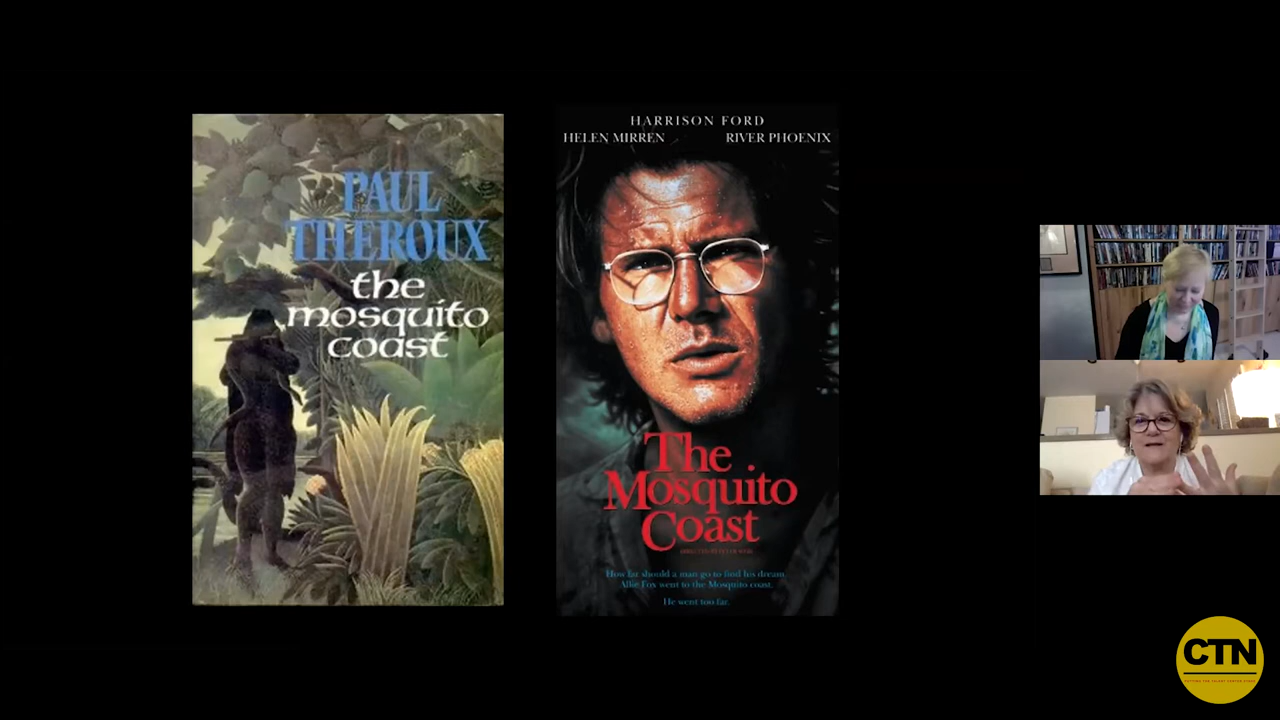 PAUL
THEROUX
the
mosquito
coast
HARRISON FORD
HELEN MIRREN RIVER PHOENIX
The
Mosquito
Coast
How far should a man go to find his dream.
Allie Fox went to the Mosquito coast.
He went too far.
CTN